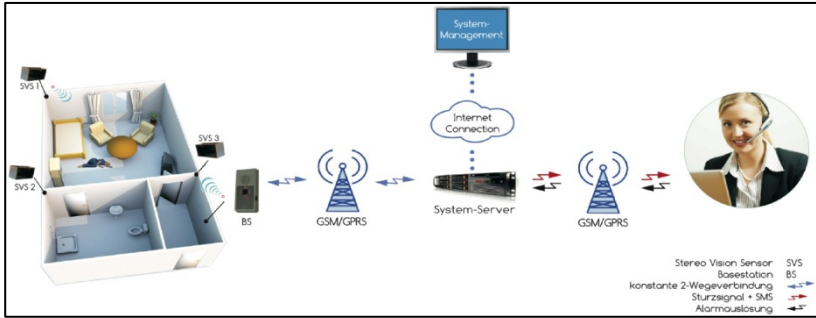 System-
Management
SVS 1
Internet
Connection
SVS 3
SVS 2
BS
GSM/GPRS
System-Server
GSM/GPRS
Stereo Vision Sensor SVS
Basestation BS
konstante 2-Wegeverbindung
Sturzsignal + SMS
Alarmauslösung